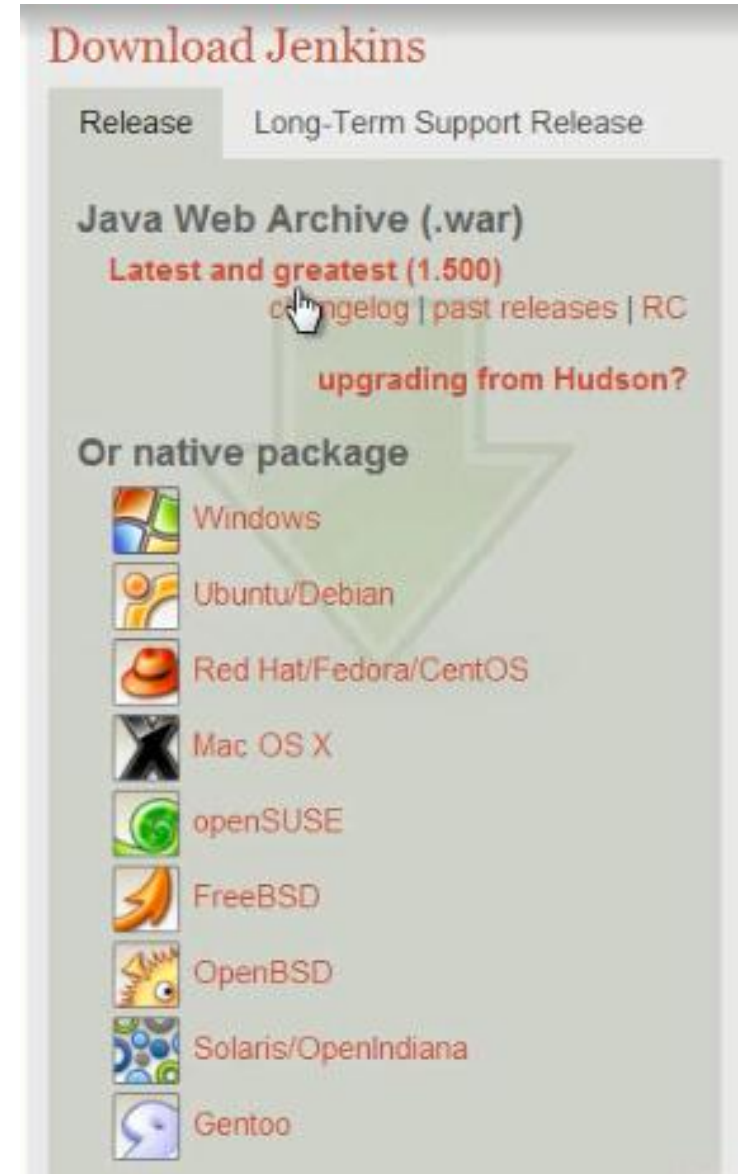 Download Jenkins
Release Long-Term Support Release
Java Web Archive (.war)
Latest and greatest (1.500)
changelog | past releases | RC
upgrading from Hudson?
Or native package
Windows
Ubuntu/Debian
Red Hat/Fedora/CentOS
Mac OS X
openSUSE
FreeBSD
OpenBSD
Solaris/OpenIndiana
Gentoo